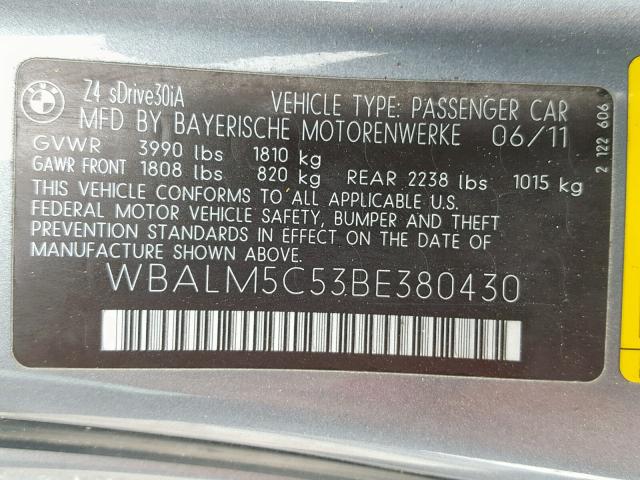 BMW
Z4 sDrive30iA
VEHICLE TYPE: PASSENGER CAR
MFD BY BAYERISCHE MOTORENWERKE 06/11
GVWR 3990 lbs 1810 kg
GAWR FRONT 1808 lbs 820 kg REAR 2238 lbs 1015 kg
THIS VEHICLE CONFORMS TO ALL APPLICABLE U.S.
FEDERAL MOTOR VEHICLE SAFETY, BUMPER AND THEFT
PREVENTION STANDARDS IN EFFECT ON THE DATE OF
MANUFACTURE SHOWN ABOVE.
WBALM5C53BE380430
2 122 606